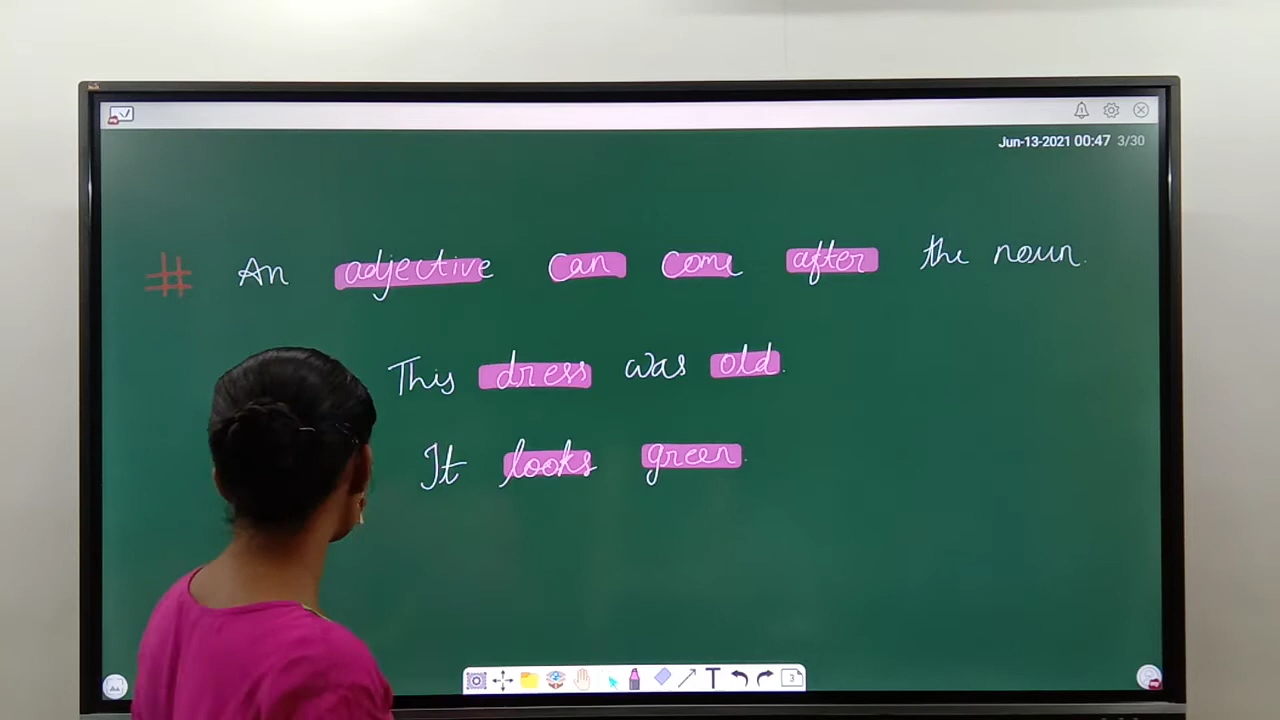 Jun-13-2021 00:47 3/30
# An adjective can come after the noun.
This dress was old.
It looks green.
T 3